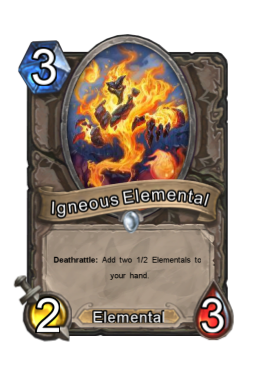 3
Igneous Elemental
Deathrattle: Add two 1/2 Elementals to
your hand.
2
Elemental
3